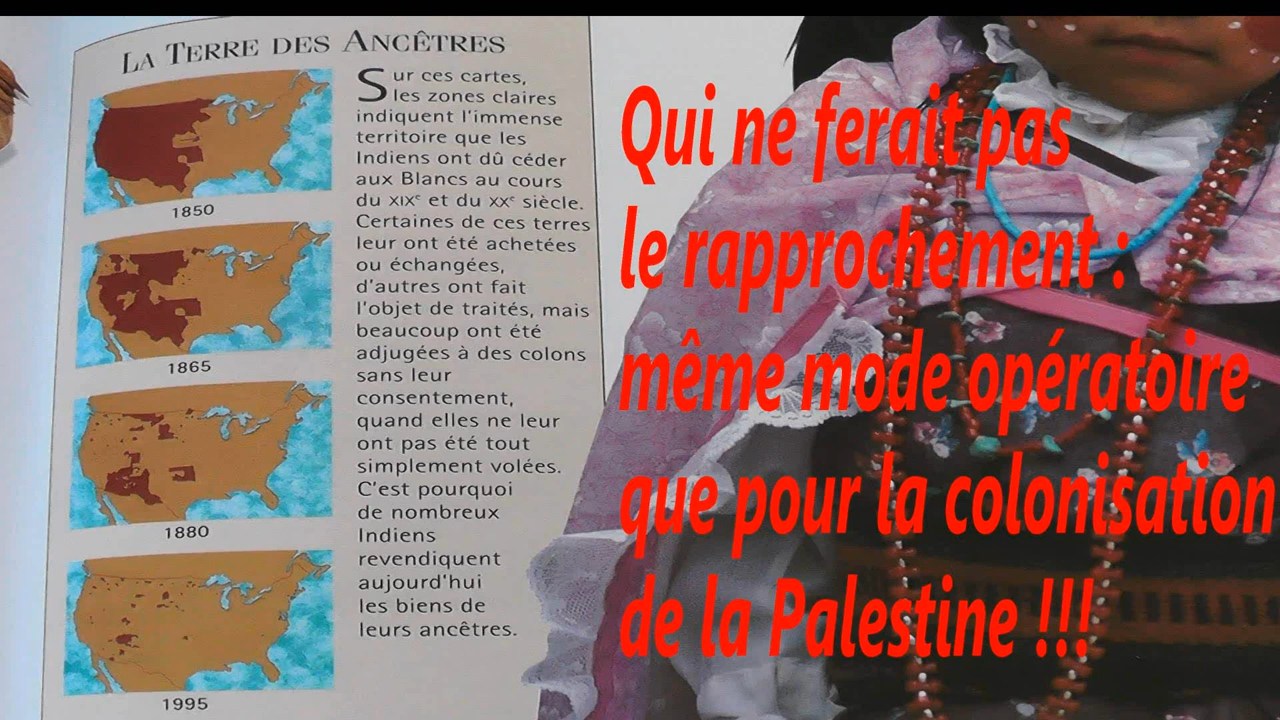 LA TERRE DES ANCÊTRES
Sur ces cartes,
les zones claires
indiquent l'immense
territoire que les
Indiens ont dû céder
aux Blancs au cours
du XIXe et du XXe siècle.
Certaines de ces terres
leur ont été achetées
ou échangées,
d'autres ont fait
l'objet de traités, mais
beaucoup ont été
adjugées à des colons
sans leur
consentement,
quand elles ne leur
ont pas été tout
simplement volées.
C'est pourquoi
de nombreux
Indiens
revendiquent
aujourd'hui
les biens de
leurs ancêtres.
1850
1865
1880
1995
Qui ne ferait pas
le rapprochement :
même mode opératoire
que pour la colonisation
de la Palestine !!!